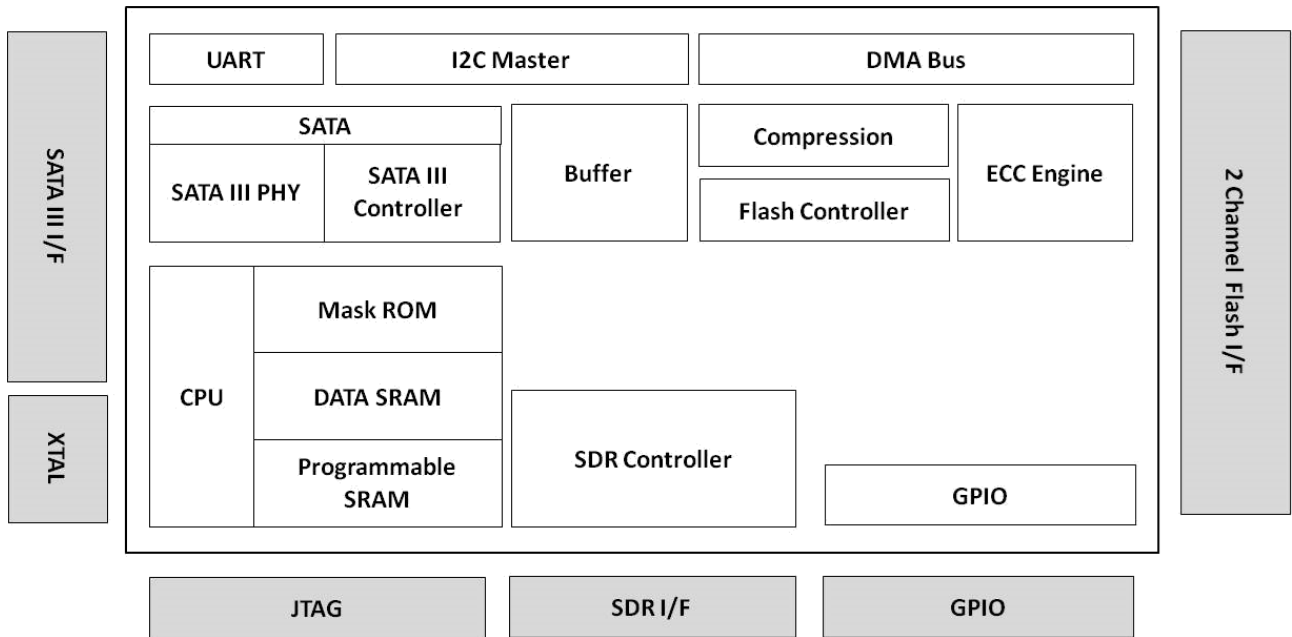 UART
I2C Master
DMA Bus
SATA III I/F
SATA
SATA III PHY
SATA III
Controller
Buffer
Compression
Flash Controller
ECC Engine
2 Channel Flash I/F
CPU
Mask ROM
DATA SRAM
Programmable
SRAM
SDR Controller
GPIO
XTAL
JTAG
SDR I/F
GPIO